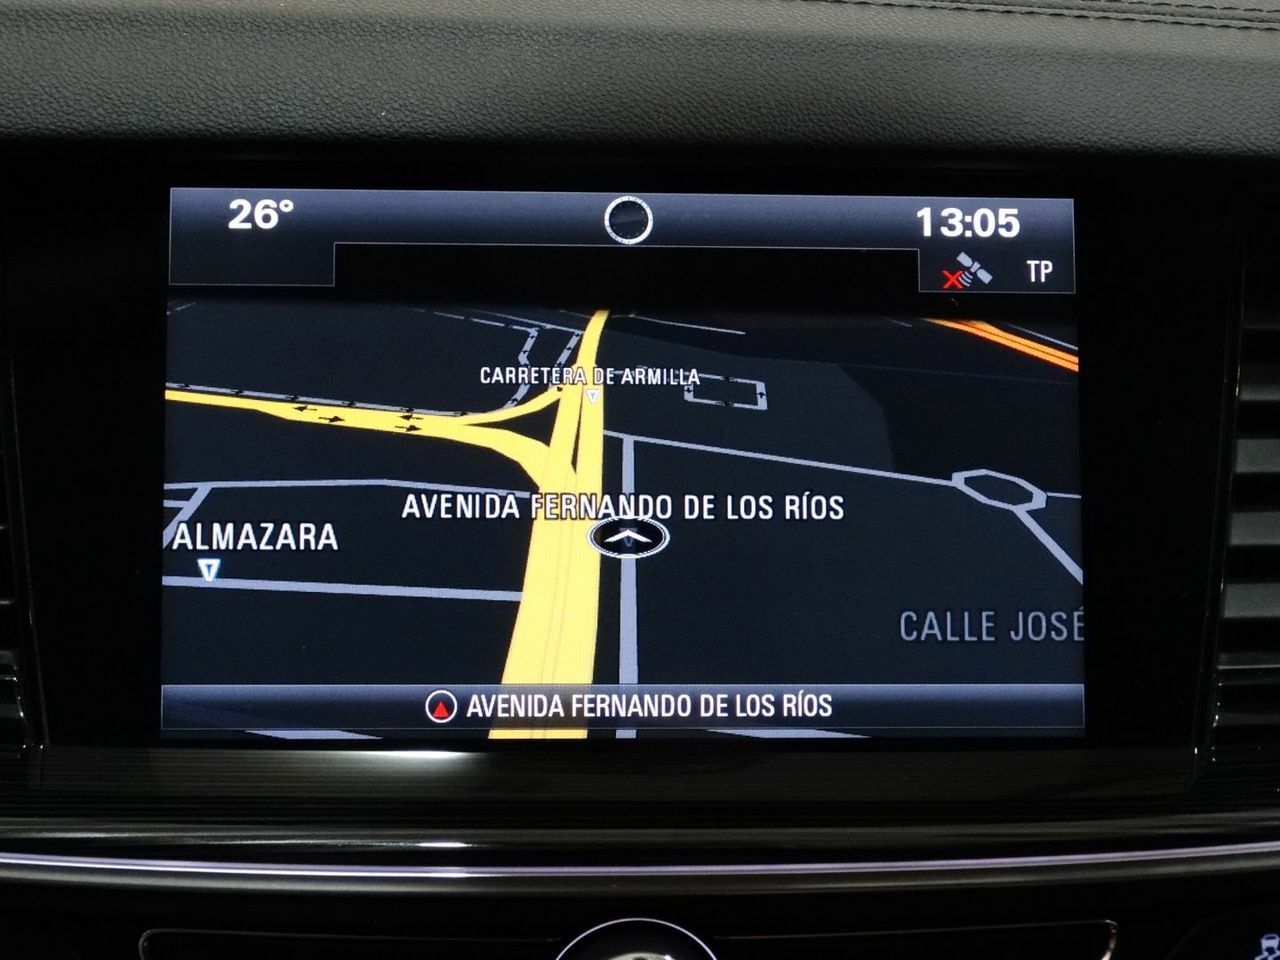 26°
13:05
TP
CARRETERA DE ARMILLA
AVENIDA FERNANDO DE LOS RÍOS
ALMAZARA
CALLE JOSÉ
AVENIDA FERNANDO DE LOS RÍOS